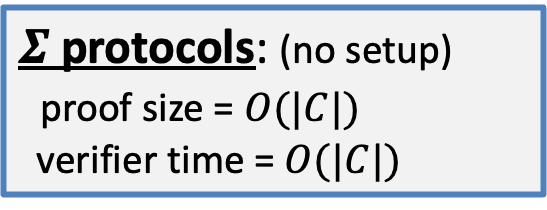 Σ protocols: (no setup)
proof size = O(|C|)
verifier time = O(|C|)